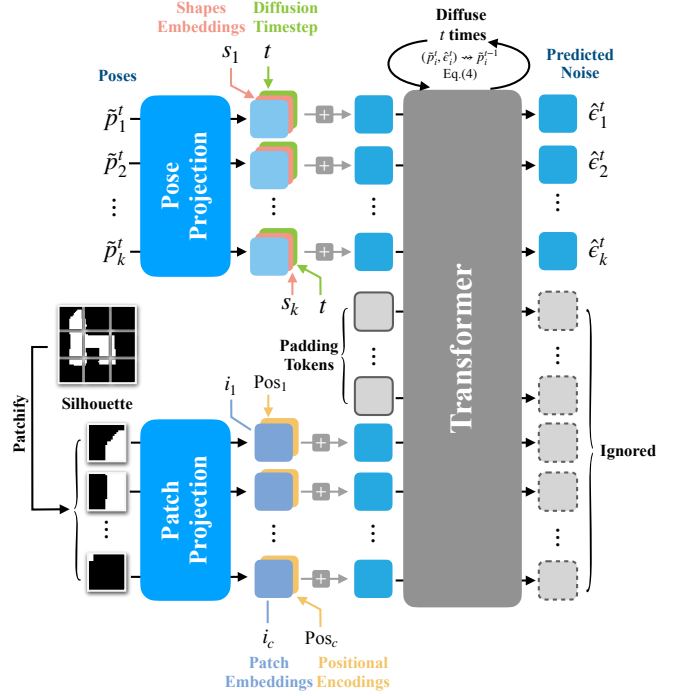 Shapes
Embeddings
Diffusion
Timestep
Diffuse
t times
(p̃ᵢᵗ, ε̂ᵢᵗ) ⇝ p̃ᵢᵗ⁻¹
Eq.(4)
Predicted
Noise
Poses
s₁
t
p̃₁ᵗ
p̃₂ᵗ
⋮
p̃ₖᵗ
Pose
Projection
+
+
⋮
+
ε̂₁ᵗ
ε̂₂ᵗ
⋮
ε̂ₖᵗ
sₖ
t
Transformer
Padding
Tokens
Silhouette
Patchify
i₁
Pos₁
Patch
Projection
+
+
⋮
+
Ignored
i꜀
Pos꜀
Patch
Embeddings
Positional
Encodings